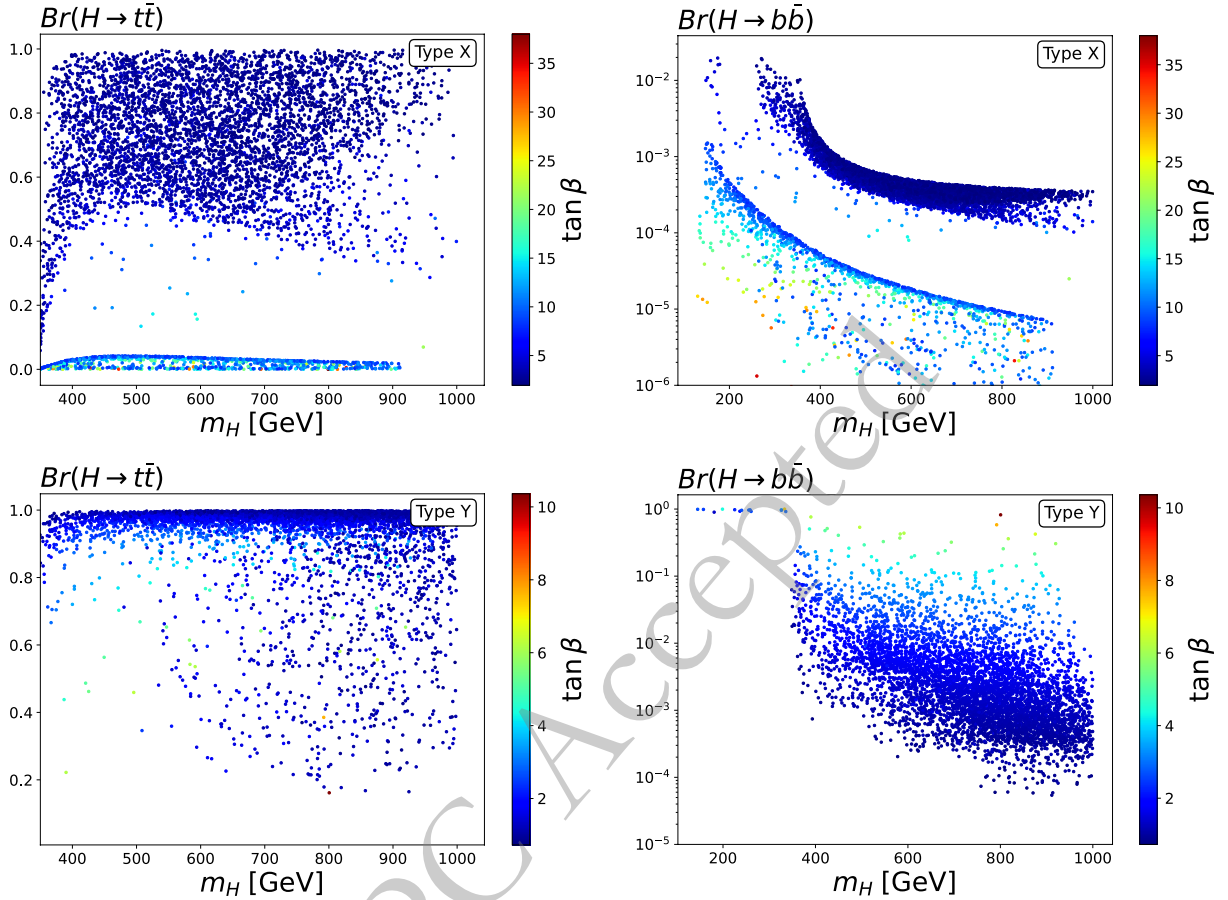 Br(H → tt̄)
Type X
1.0
0.8
0.6
0.4
0.2
0.0
400 500 600 700 800 900 1000
m_H [GeV]
35
30
25
20
15
10
5
tan β
Br(H → bb̄)
Type X
10⁻²
10⁻³
10⁻⁴
10⁻⁵
10⁻⁶
200 400 600 800 1000
m_H [GeV]
35
30
25
20
15
10
5
tan β
Br(H → tt̄)
Type Y
1.0
0.8
0.6
0.4
0.2
400 500 600 700 800 900 1000
m_H [GeV]
10
8
6
4
2
tan β
Br(H → bb̄)
Type Y
10⁰
10⁻¹
10⁻²
10⁻³
10⁻⁴
10⁻⁵
200 400 600 800 1000
m_H [GeV]
10
8
6
4
2
tan β
PC Accepted